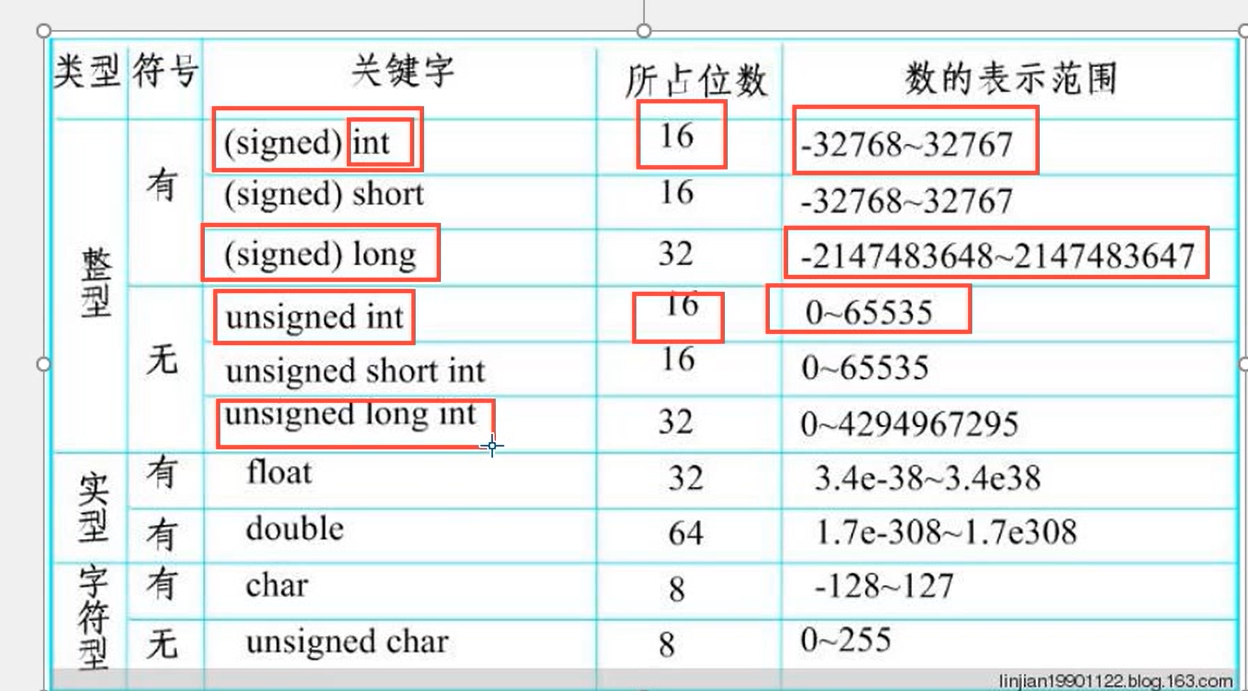 类型 符号 关键字 所占位数 数的表示范围
整型 有 (signed) int 16 -32768~32767
(signed) short 16 -32768~32767
(signed) long 32 -2147483648~2147483647
无 unsigned int 16 0~65535
unsigned short int 16 0~65535
unsigned long int 32 0~4294967295
实型 有 float 32 3.4e-38~3.4e38
有 double 64 1.7e-308~1.7e308
字符型 有 char 8 -128~127
无 unsigned char 8 0~255
linjian19901122.blog.163.com